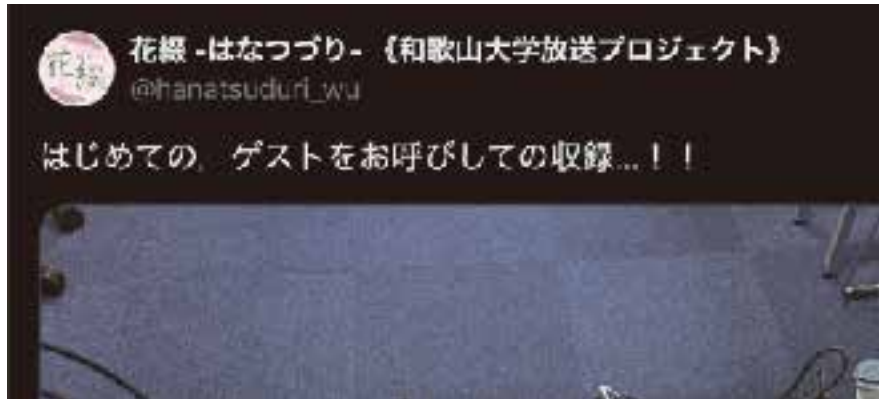 花綴
花綴 -はなつづり-《和歌山大学放送プロジェクト》
@hanatsuduri_wu
はじめての、ゲストをお呼びしての収録…！！